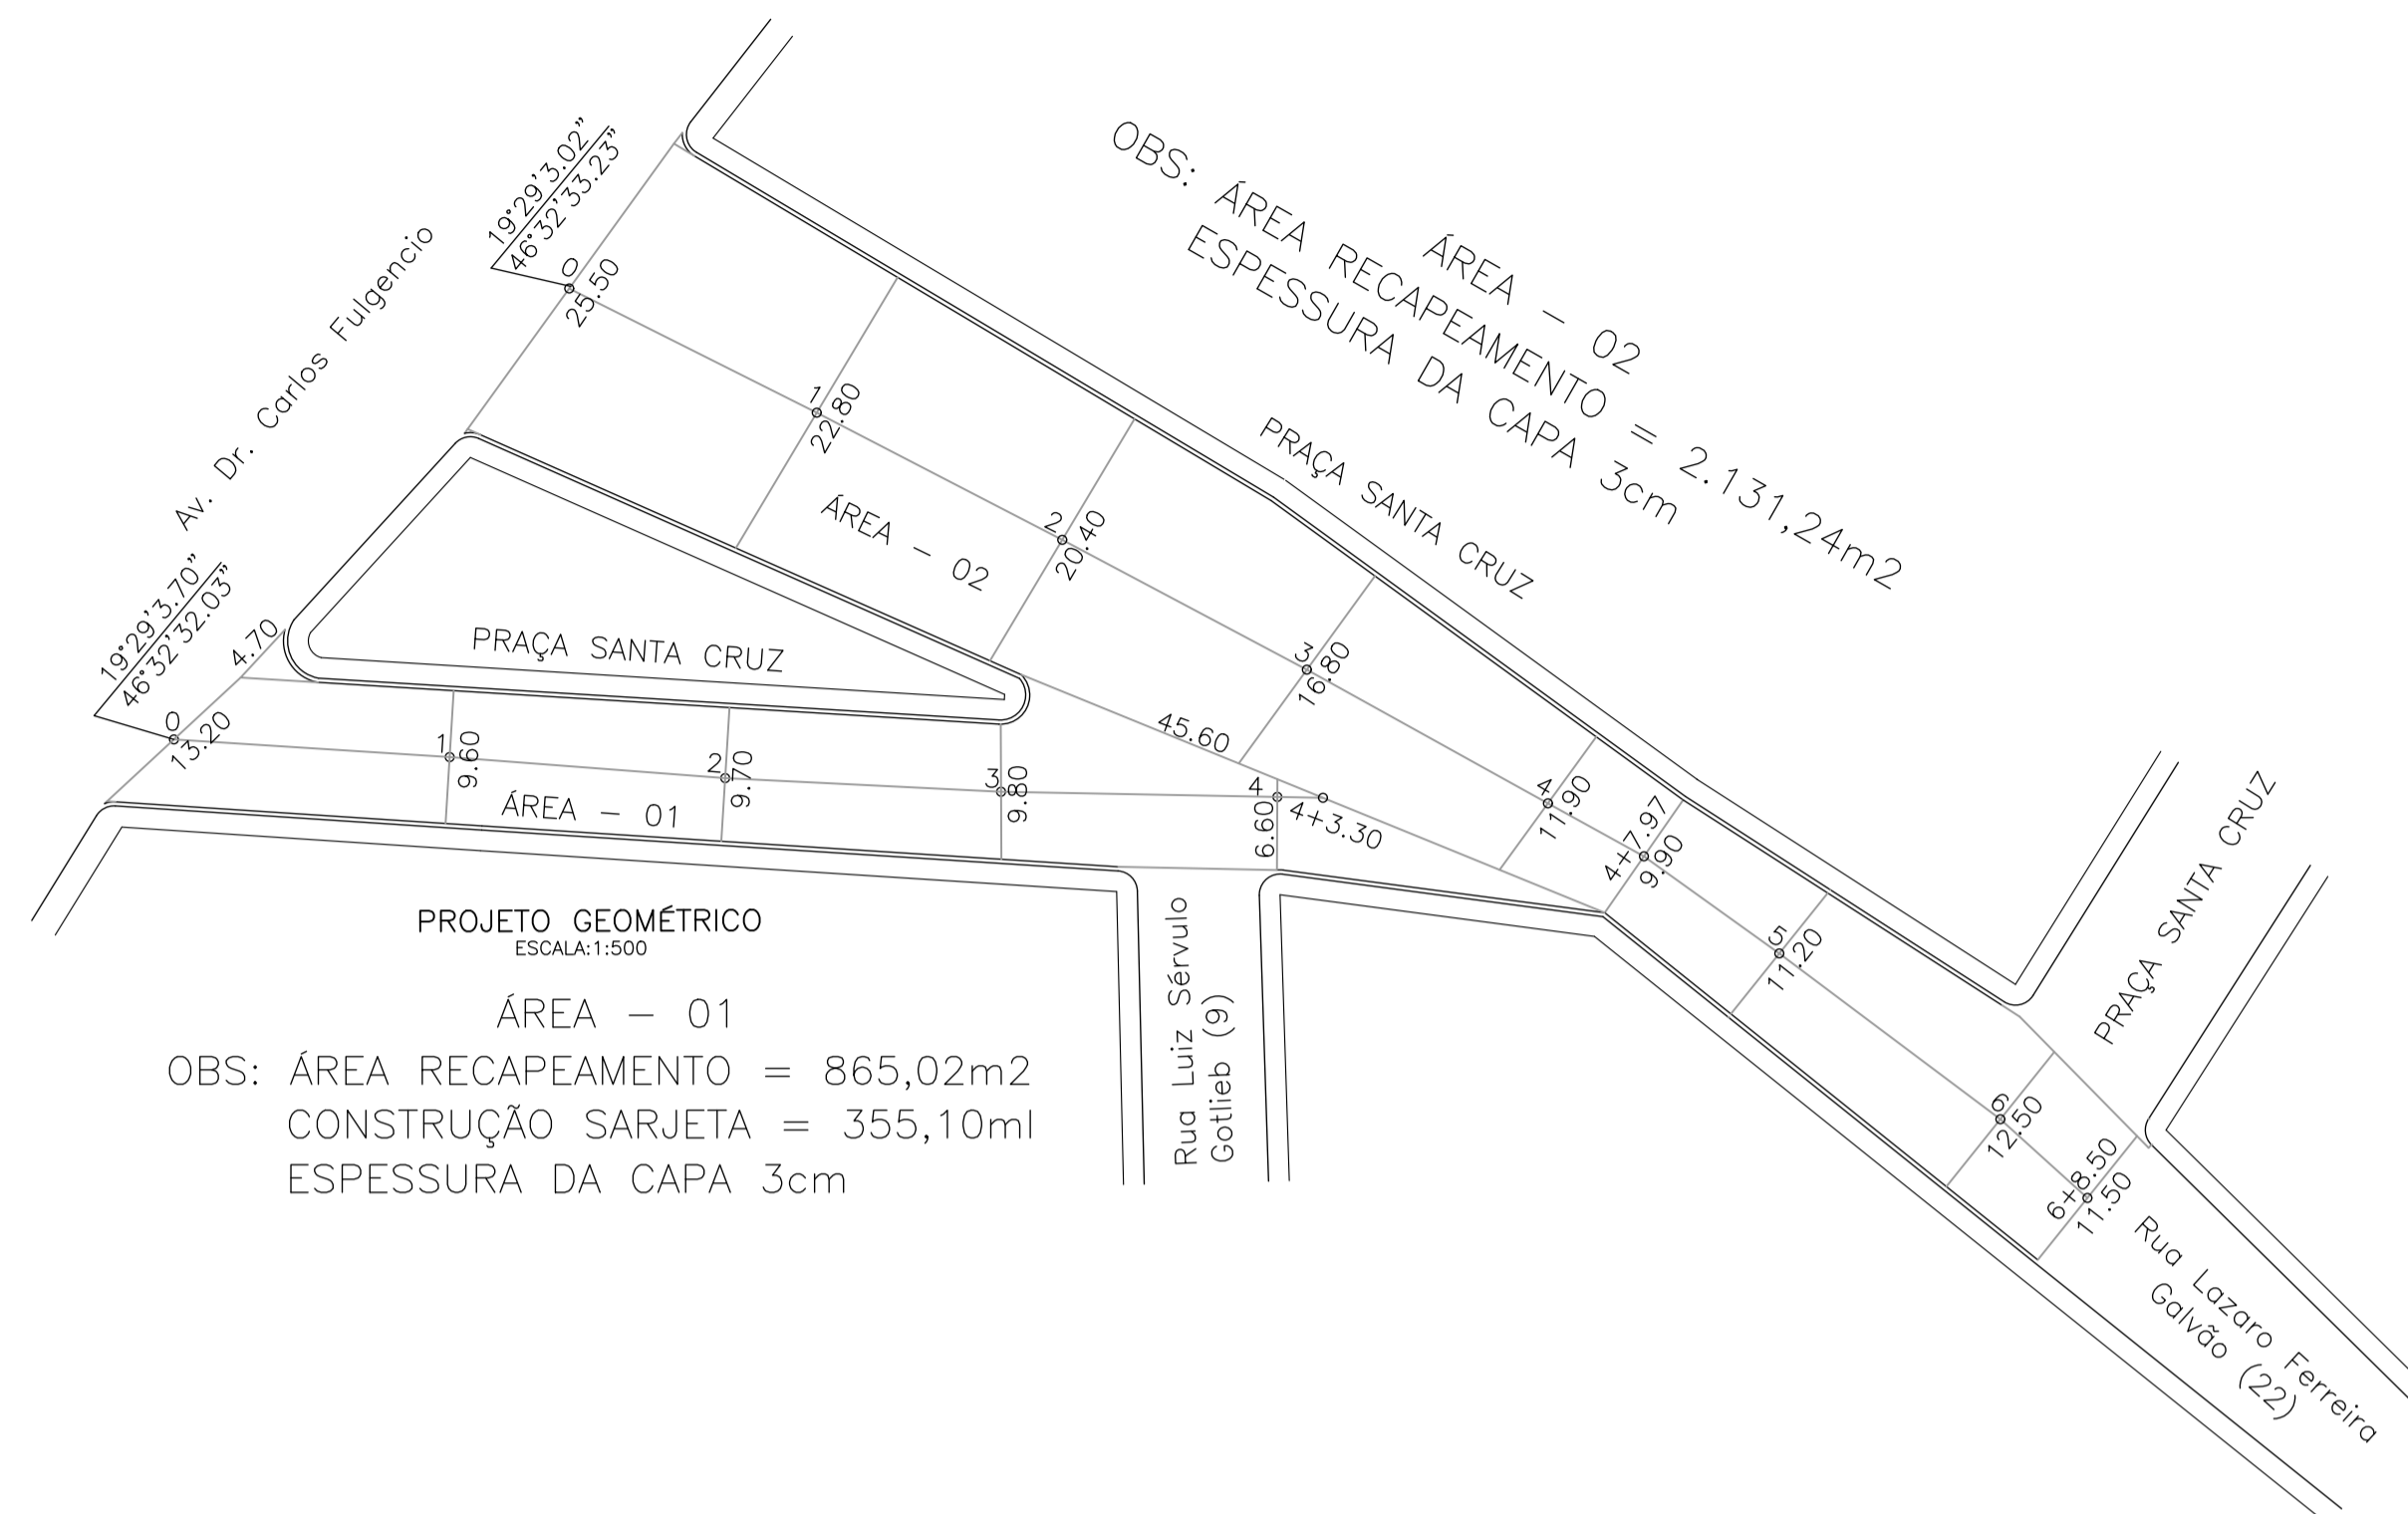 OBS: ÁREA RECAPEAMENTO = 2.131,24m2
ÁREA - 02
ESPESSURA DA CAPA 3cm
19°29'3.02”
46°32'33.23”
Av. Dr. Carlos Fulgencio
0
25.50
1
22.80
2
20.40
ÁREA - 02
PRAÇA SANTA CRUZ
3
16.80
4
11.90
4+7.97
9.90
5
11.20
6
12.50
6+8.50
11.50
PRAÇA SANTA CRUZ
19°29'3.70”
46°32'32.03”
4.70
PRAÇA SANTA CRUZ
0
13.20
1
9.60
2
9.70
3
9.80
45.60
4
6.60
4+3.30
ÁREA - 01
Rua Luiz Sérvulo
Gotlieb (9)
Rua Lazaro Ferreira
Galvão (22)
PROJETO GEOMÉTRICO
ESCALA:1:500
ÁREA - 01
OBS: ÁREA RECAPEAMENTO = 865,02m2
CONSTRUÇÃO SARJETA = 355,10ml
ESPESSURA DA CAPA 3cm